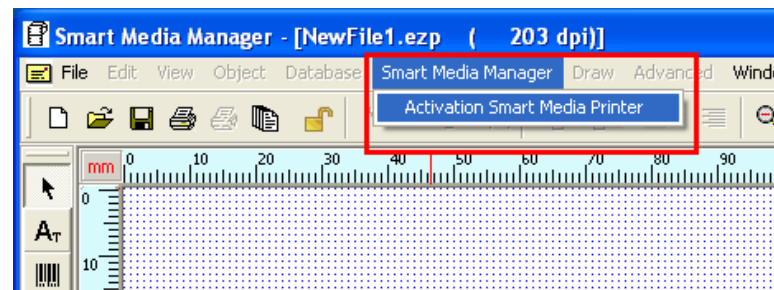 Smart Media Manager - [NewFile1.ezp ( 203 dpi)]
File Edit View Object Database Smart Media Manager Draw Advanced Windo
Activation Smart Media Printer
mm 0 10 20 30 40 50 60 70 80 90
0
AT
10